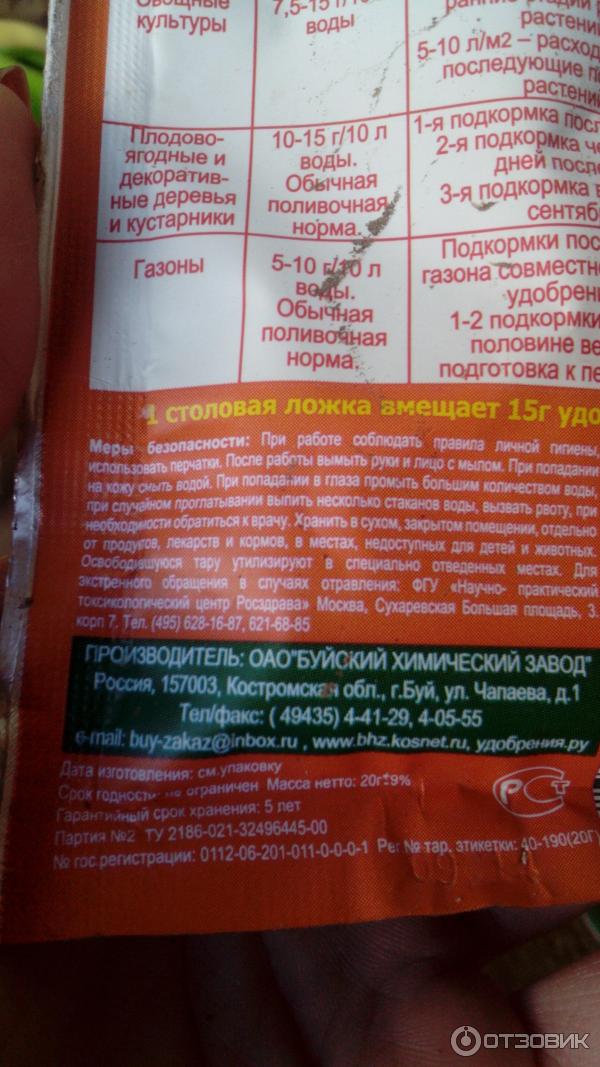 Овощные
культуры
7,5-15 г/10 л
воды
ранние стадии
растений
5-10 л/м2 – расход
последующие
растений
Плодово-
ягодные и
декоратив-
ные деревья
и кустарники
10-15 г/10 л
воды.
Обычная
поливочная
норма.
1-я подкормка
2-я подкормка
дней
3-я подкормка
Газоны
5-10 г/10 л
воды.
Обычная
поливочная
норма.
Подкормки
газона
1-2 подкормки
половине
подготовка к
1 столовая ложка вмещает 15г
Меры безопасности: При работе соблюдать правила личной гигиены,
использовать перчатки. После работы вымыть руки и лицо с мылом. При попадании
на кожу смыть водой. При попадании в глаза промыть большим количеством воды,
при случайном проглатывании выпить несколько стаканов воды, вызвать рвоту, при
необходимости обратиться к врачу. Хранить в сухом, закрытом помещении, отдельно
от продуктов, лекарств и кормов, в местах, недоступных для детей и животных.
Освободившуюся тару утилизируют в специально отведенных местах. Для
экстренного обращения в случаях отравления: ФГУ «Научно- практический
токсикологический центр Росздрава» Москва, Сухаревская Большая площадь, 3.
корп 7. Тел. (495) 628-16-87, 621-68-85
ПРОИЗВОДИТЕЛЬ: ОАО"БУЙСКИЙ ХИМИЧЕСКИЙ ЗАВОД"
Россия, 157003, Костромская обл., г.Буй, ул. Чапаева, д.1
Тел/факс: ( 49435) 4-41-29, 4-05-55
e-mail: buy-zakaz@inbox.ru , www.bhz.kosnet.ru, удобрения.ру
Дата изготовления: см.упаковку
Срок годности: не ограничен Масса нетто: 20г±9%
Гарантийный срок хранения: 5 лет
Партия №2 ТУ 2186-021-32496445-00
№ гос.регистрации: 0112-06-201-011-0-0-0-1 Рег № тар. этикетки: 40-190(20Г)
РСТ
ОТЗОВИК